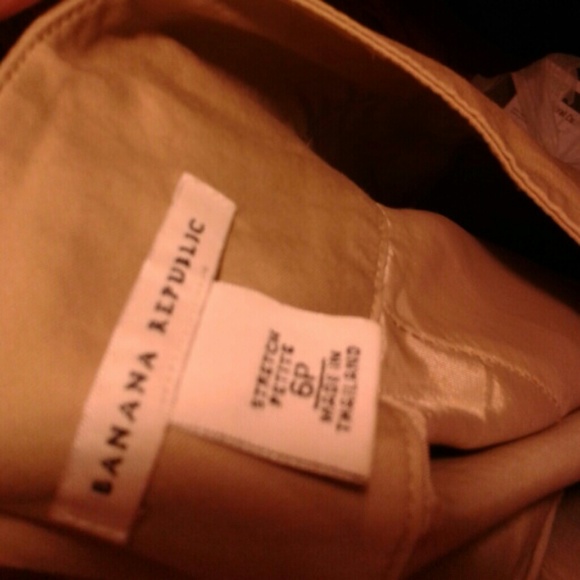 BANANA REPUBLIC
STRETCH
PETITE
6P
MADE IN
THAILAND